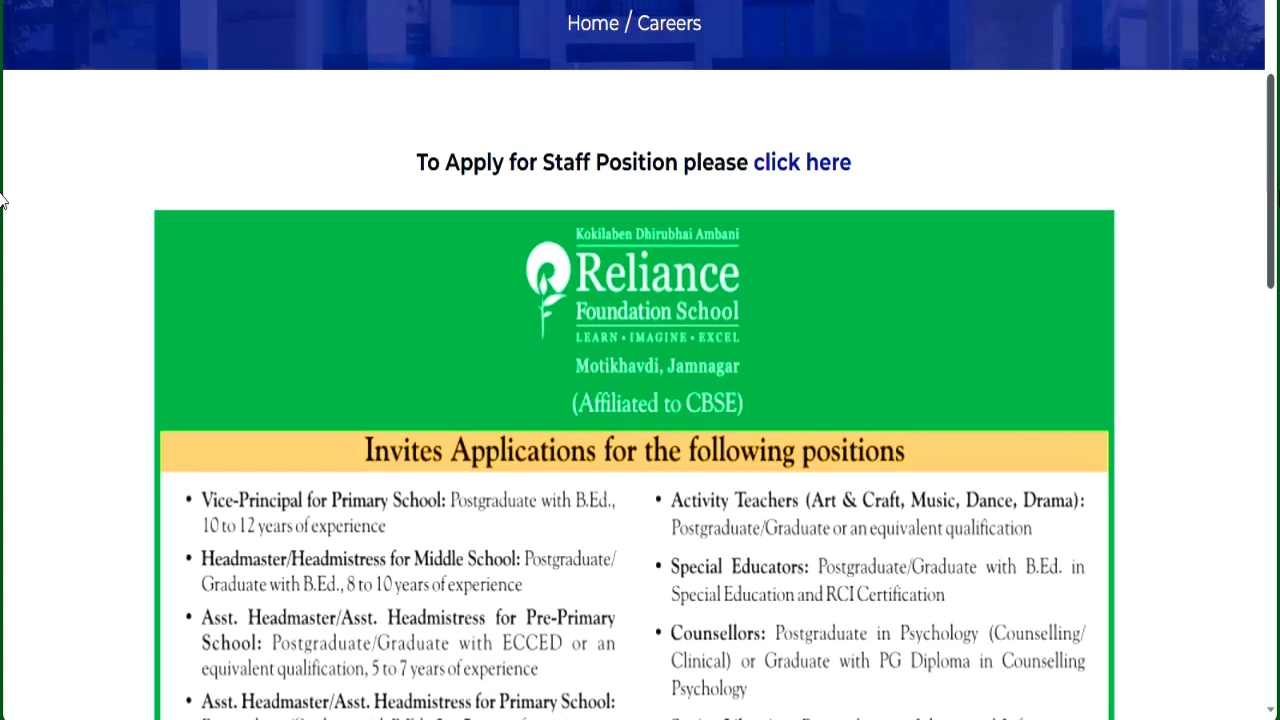 Home / Careers
To Apply for Staff Position please click here
Kokilaben Dhirubhai Ambani
Reliance
Foundation School
LEARN • IMAGINE • EXCEL
Motikhavdi, Jamnagar
(Affiliated to CBSE)
Invites Applications for the following positions
• Vice-Principal for Primary School: Postgraduate with B.Ed.,
10 to 12 years of experience
• Headmaster/Headmistress for Middle School: Postgraduate/
Graduate with B.Ed., 8 to 10 years of experience
• Asst. Headmaster/Asst. Headmistress for Pre-Primary
School: Postgraduate/Graduate with ECCED or an
equivalent qualification, 5 to 7 years of experience
• Asst. Headmaster/Asst. Headmistress for Primary School:
• Activity Teachers (Art & Craft, Music, Dance, Drama):
Postgraduate/Graduate or an equivalent qualification
• Special Educators: Postgraduate/Graduate with B.Ed. in
Special Education and RCI Certification
• Counsellors: Postgraduate in Psychology (Counselling/
Clinical) or Graduate with PG Diploma in Counselling
Psychology